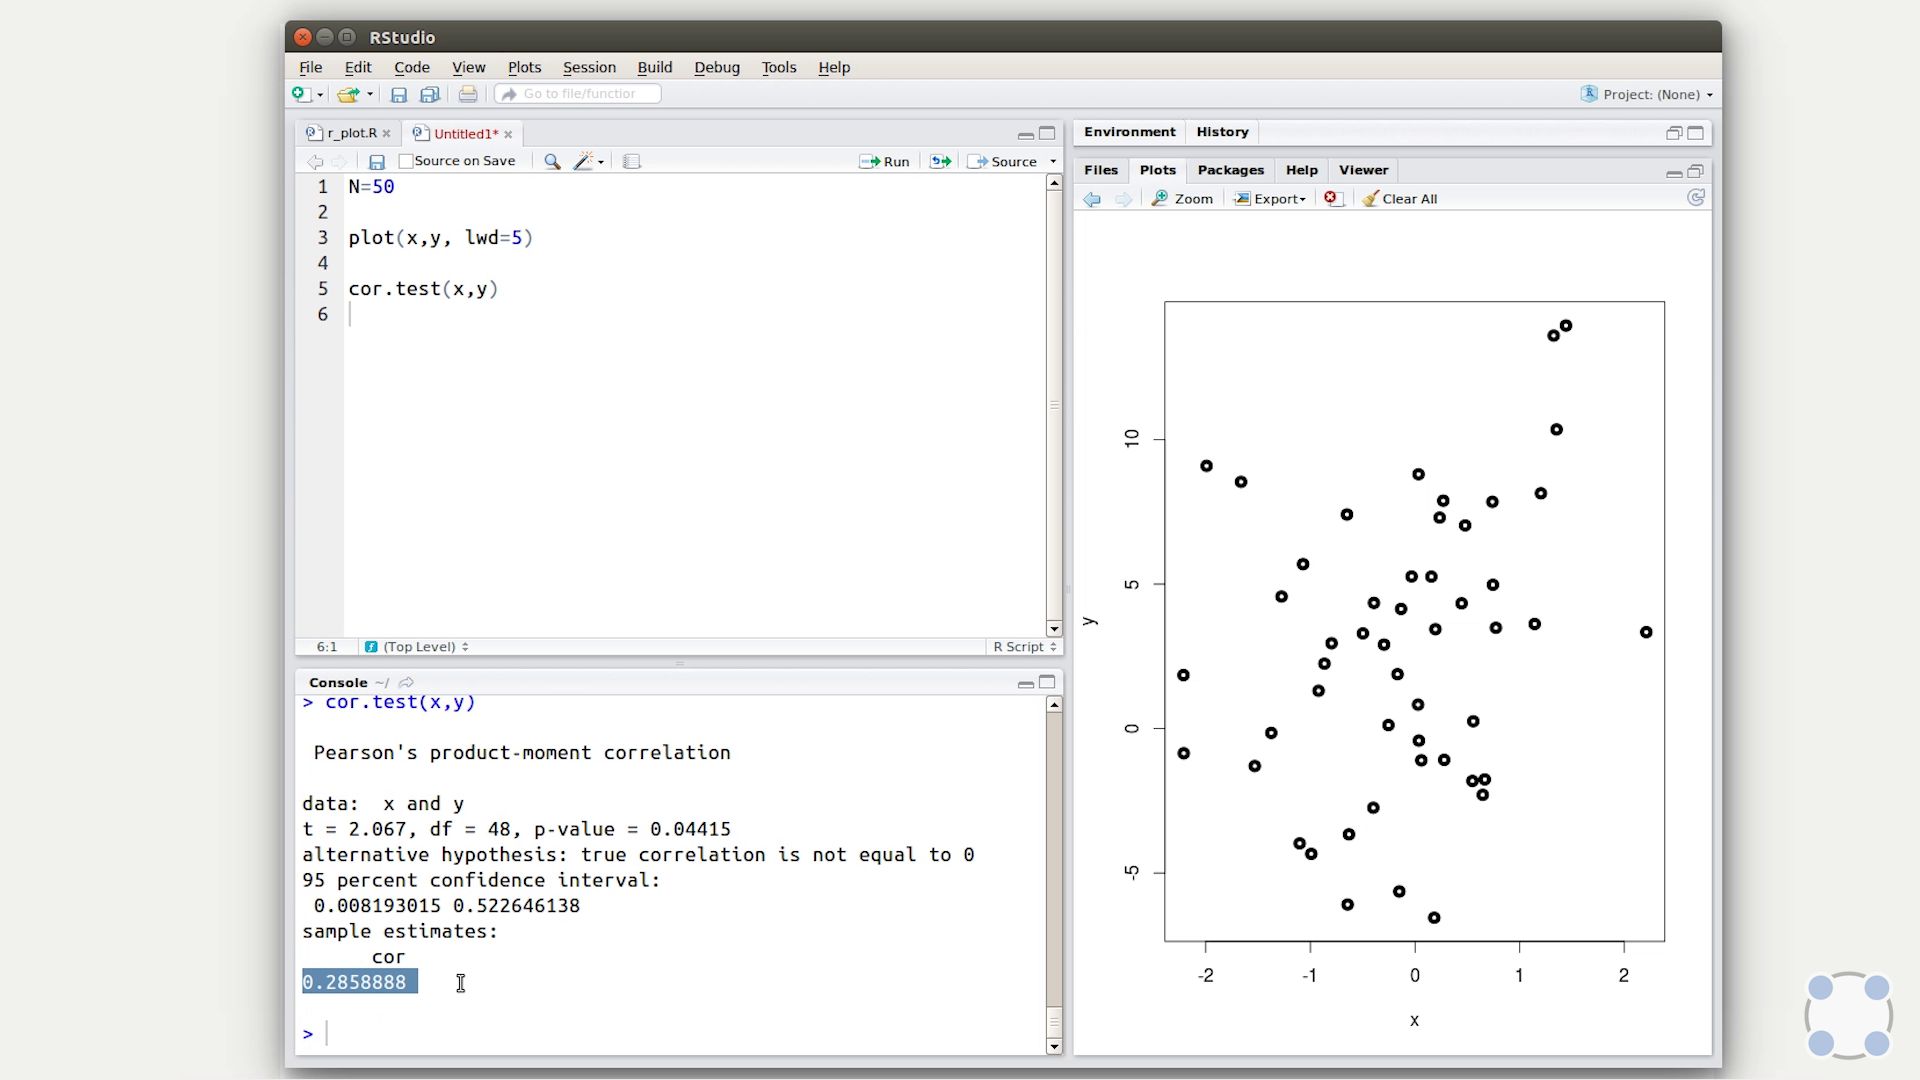 RStudio
File Edit Code View Plots Session Build Debug Tools Help
Go to file/function
Project: (None)
r_plot.R
Untitled1*
Source on Save
Run
Source
1 N=50
2
3 plot(x,y, lwd=5)
4
5 cor.test(x,y)
6
6:1 (Top Level)
R Script
Console ~/
> cor.test(x,y)
Pearson's product-moment correlation
data: x and y
t = 2.067, df = 48, p-value = 0.04415
alternative hypothesis: true correlation is not equal to 0
95 percent confidence interval:
0.008193015 0.522646138
sample estimates:
cor
0.2858888
>
Environment History
Files Plots Packages Help Viewer
Zoom Export Clear All
10
5
0
-5
y
-2 -1 0 1 2
x